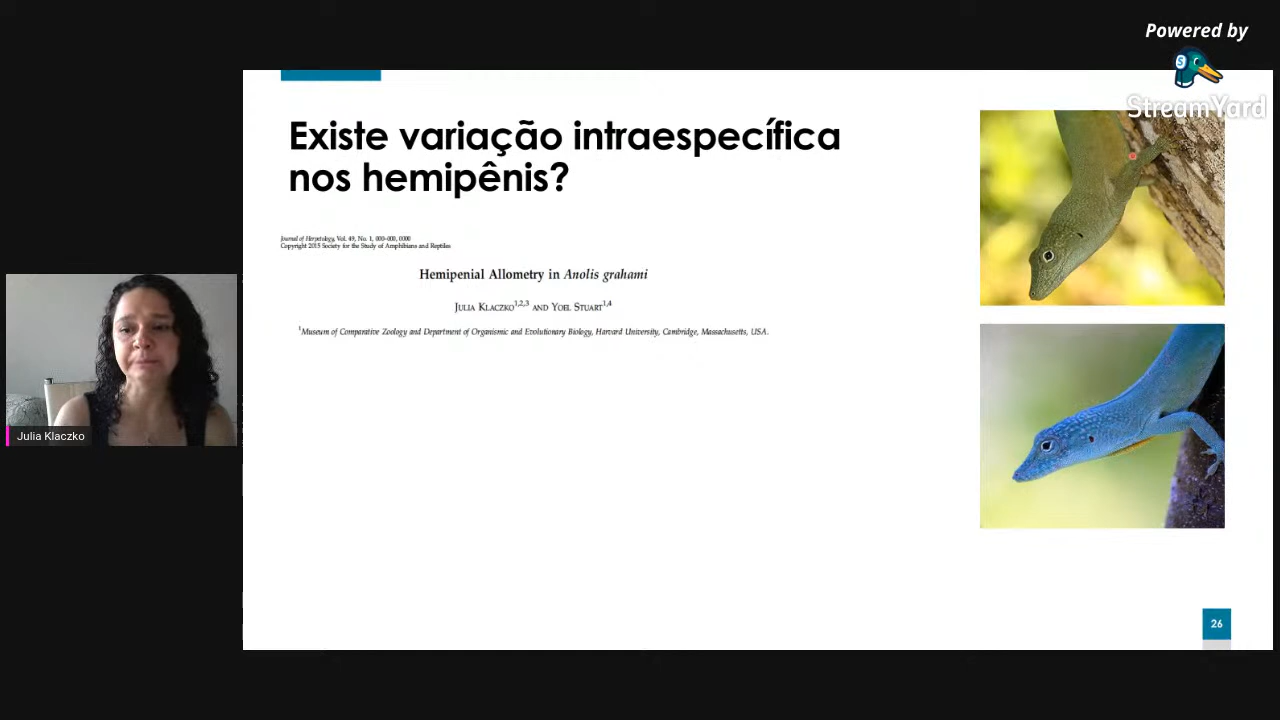 Powered by
S
StreamYard
Existe variação intraespecífica
nos hemipênis?
Journal of Herpetology, Vol. 49, No. 1, 000–000, 0000
Copyright 2015 Society for the Study of Amphibians and Reptiles
Hemipenial Allometry in Anolis grahami
JULIA KLACZKO1,2,3 AND YOEL STUART1,4
1Museum of Comparative Zoology and Department of Organismic and Evolutionary Biology, Harvard University, Cambridge, Massachusetts, USA.
Julia Klaczko
26